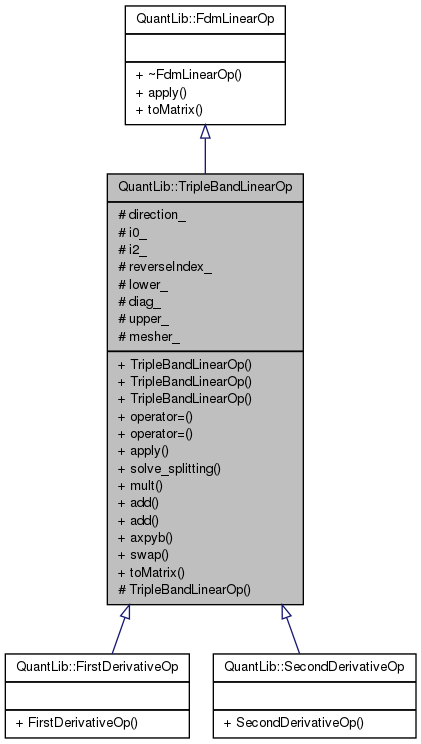 QuantLib::FdmLinearOp
+ ~FdmLinearOp()
+ apply()
+ toMatrix()
QuantLib::TripleBandLinearOp
# direction_
# i0_
# i2_
# reverseIndex_
# lower_
# diag_
# upper_
# mesher_
+ TripleBandLinearOp()
+ TripleBandLinearOp()
+ TripleBandLinearOp()
+ operator=()
+ operator=()
+ apply()
+ solve_splitting()
+ mult()
+ add()
+ add()
+ axpyb()
+ swap()
+ toMatrix()
# TripleBandLinearOp()
QuantLib::FirstDerivativeOp
+ FirstDerivativeOp()
QuantLib::SecondDerivativeOp
+ SecondDerivativeOp()